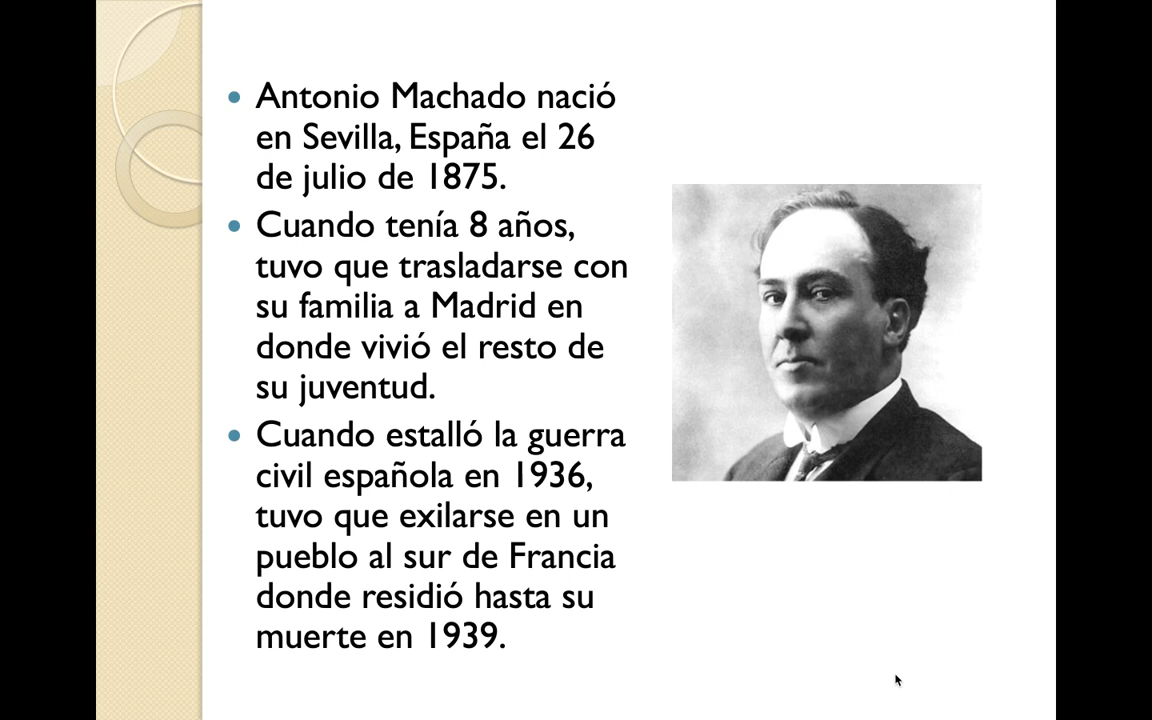 Antonio Machado nació
en Sevilla, España el 26
de julio de 1875.
Cuando tenía 8 años,
tuvo que trasladarse con
su familia a Madrid en
donde vivió el resto de
su juventud.
Cuando estalló la guerra
civil española en 1936,
tuvo que exilarse en un
pueblo al sur de Francia
donde residió hasta su
muerte en 1939.